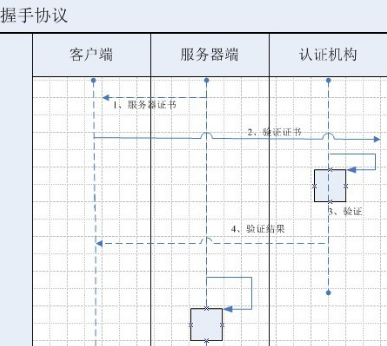 握手协议
客户端 服务器端 认证机构
1、服务器证书
2、验证证书
3、验证
4、验证结果